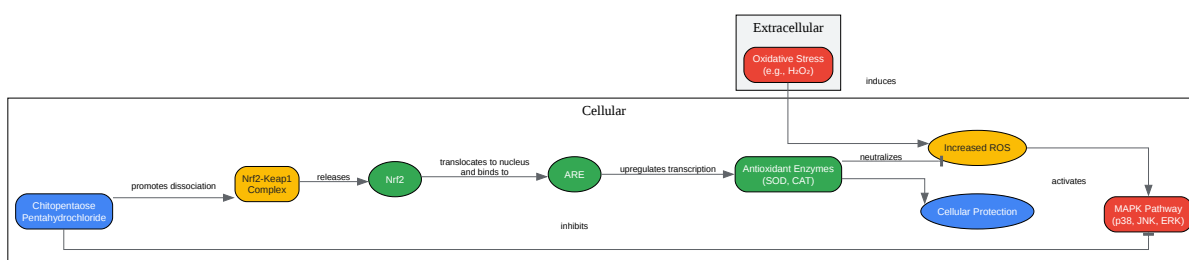 Extracellular
Oxidative Stress
(e.g., H₂O₂)
induces
Cellular
Increased ROS
translocates to nucleus
and binds to
upregulates transcription
neutralizes
Antioxidant Enzymes
(SOD, CAT)
Nrf2-Keap1
Complex
releases
Nrf2
ARE
promotes dissociation
activates
Chitopentaose
Pentahydrochloride
Cellular Protection
MAPK Pathway
(p38, JNK, ERK)
inhibits